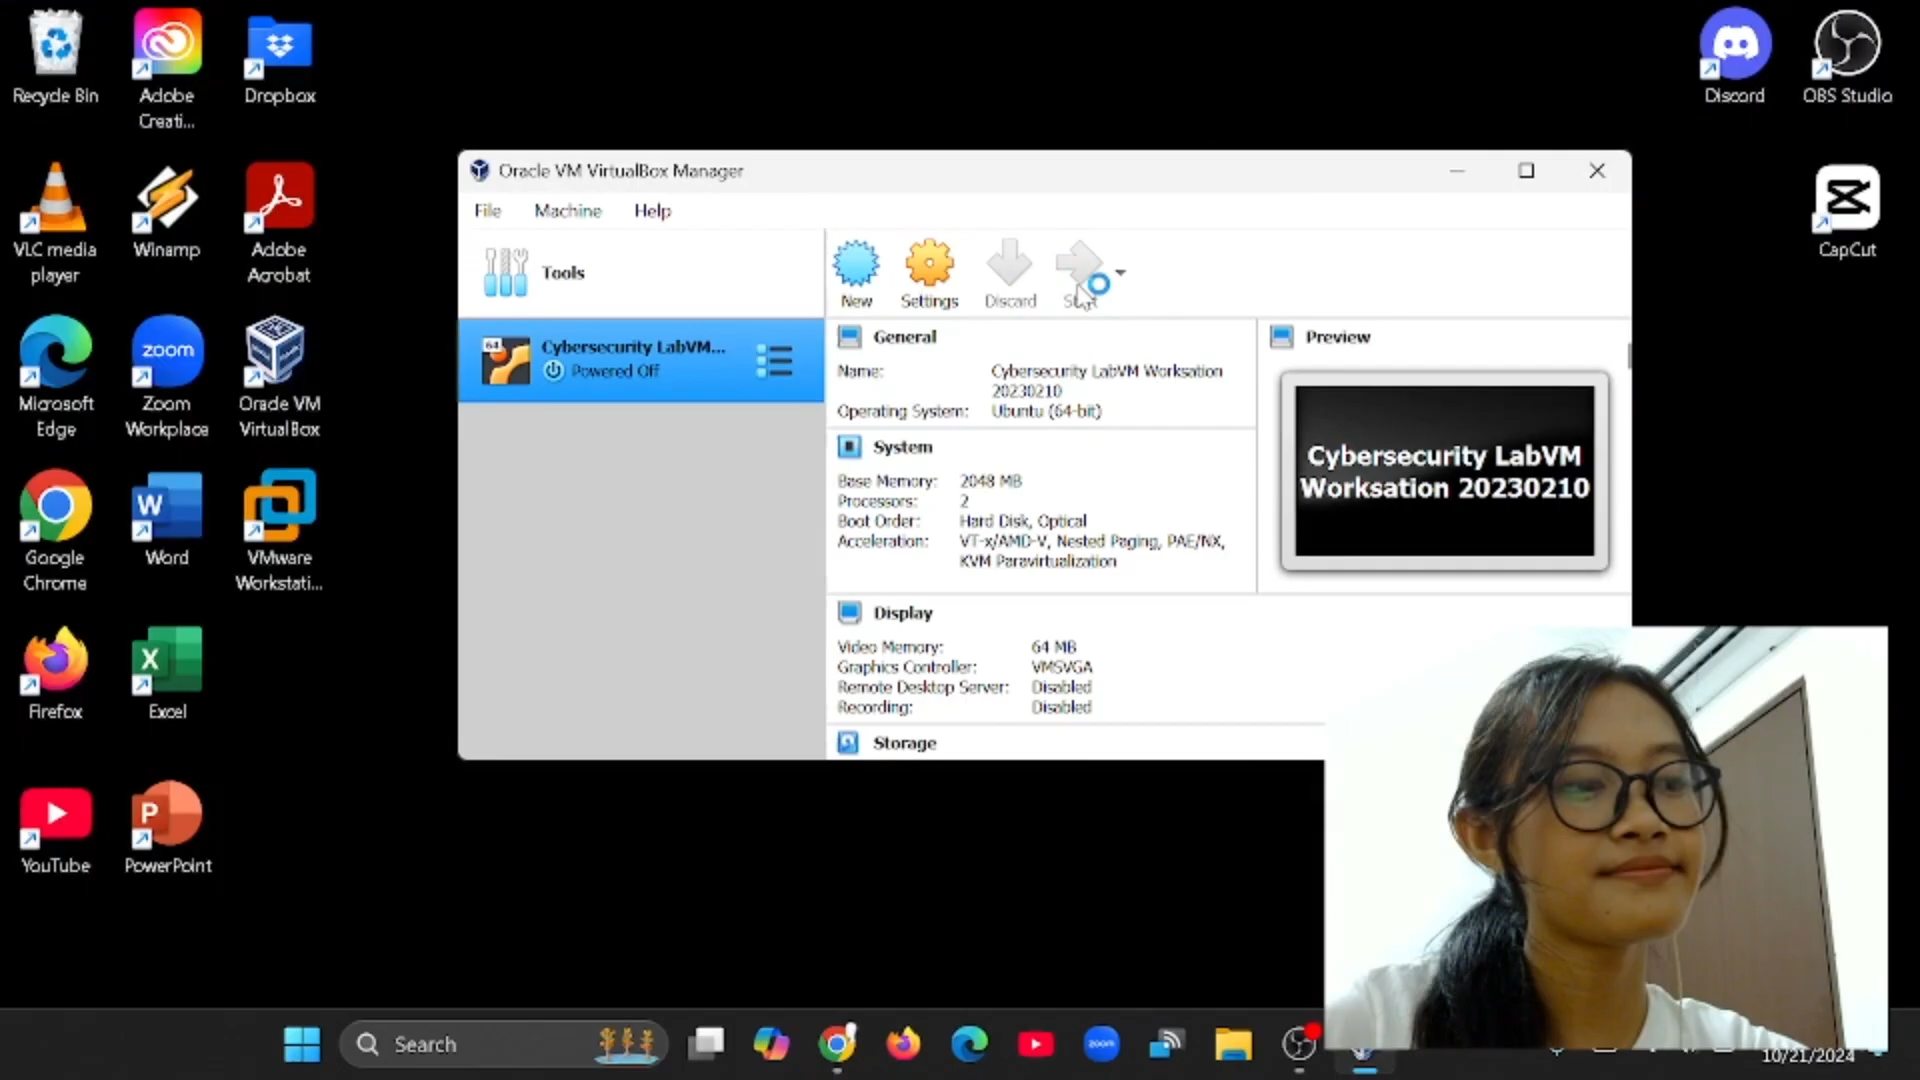 Recycle Bin
Adobe
Creati...
Dropbox
Discord
OBS Studio
VLC media
player
Winamp
Adobe
Acrobat
CapCut
Microsoft
Edge
zoom
Zoom
Workplace
Oracle VM
VirtualBox
Google
Chrome
Word
VMware
Workstati...
Firefox
Excel
YouTube
PowerPoint
Oracle VM VirtualBox Manager
File Machine Help
Tools
New
Settings
Discard
64
Cybersecurity LabVM...
Powered Off
General
Name: Cybersecurity LabVM Worksation
20230210
Operating System: Ubuntu (64-bit)
System
Base Memory: 2048 MB
Processors: 2
Boot Order: Hard Disk, Optical
Acceleration: VT-x/AMD-V, Nested Paging, PAE/NX,
KVM Paravirtualization
Preview
Cybersecurity LabVM
Worksation 20230210
Display
Video Memory: 64 MB
Graphics Controller: VMSVGA
Remote Desktop Server: Disabled
Recording: Disabled
Storage
Search
zoom
10/21/2024